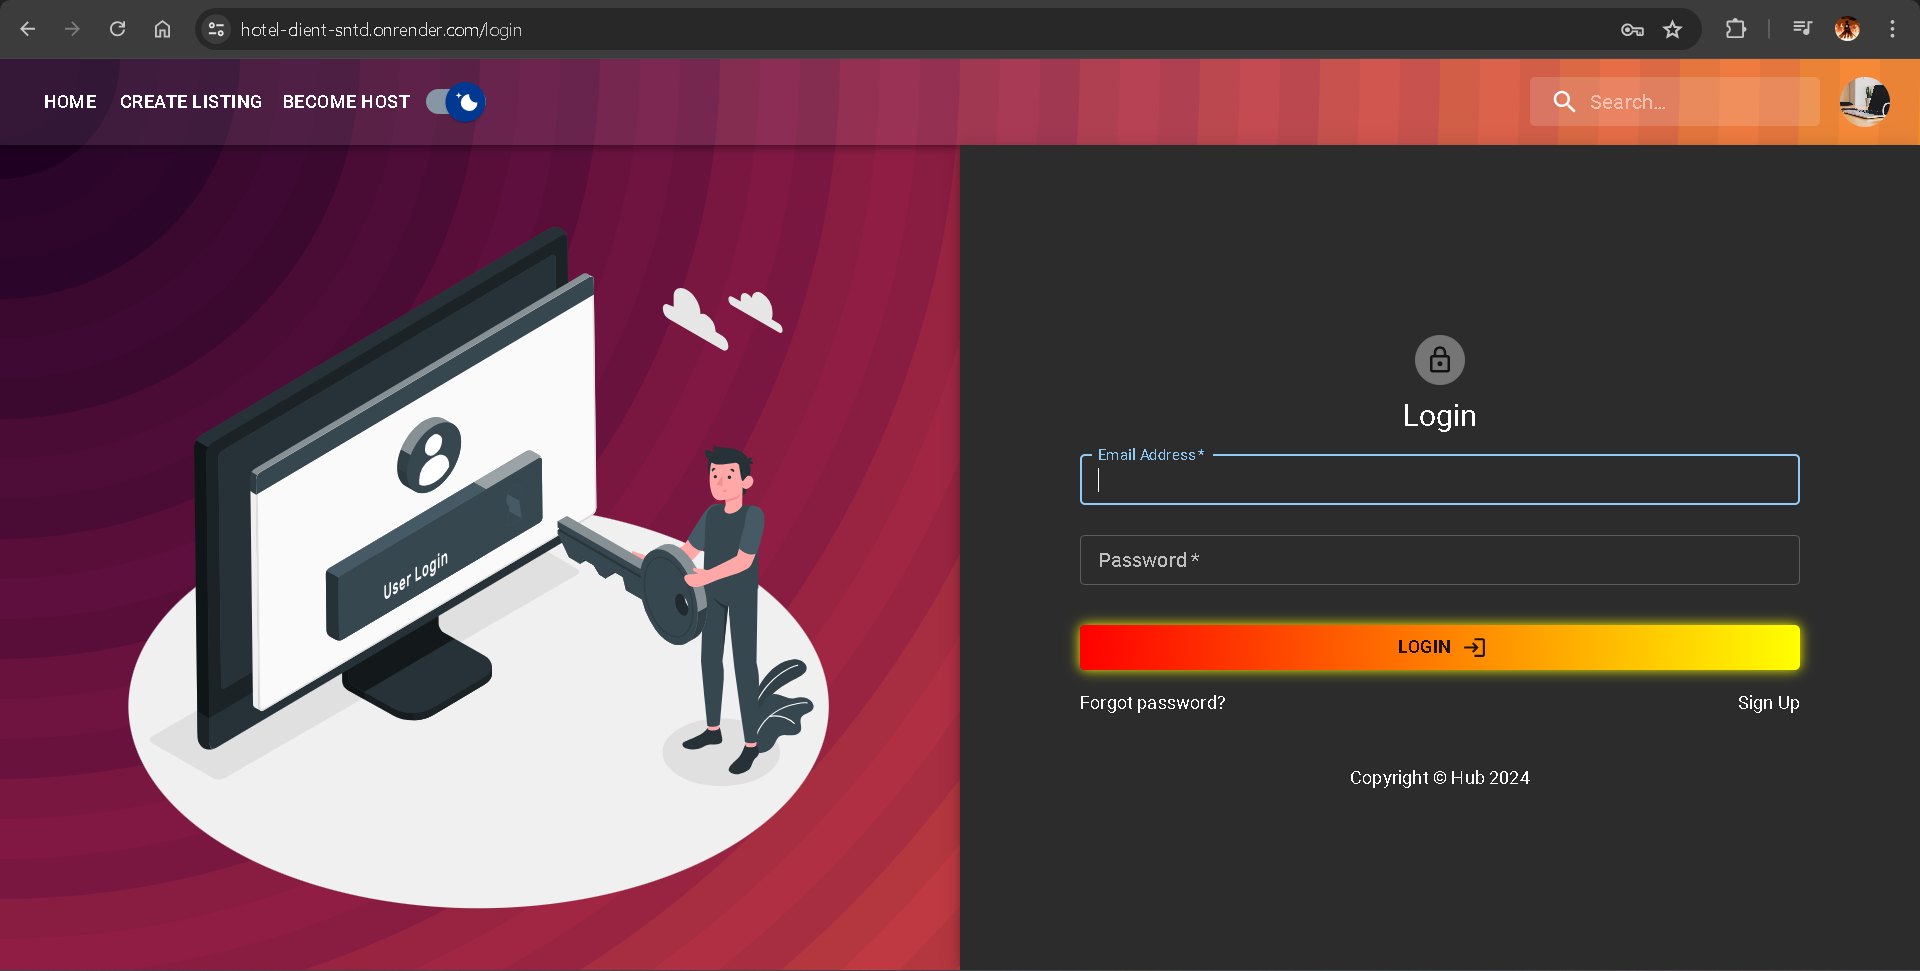 hotel-client-sntd.onrender.com/login
HOME CREATE LISTING BECOME HOST
Search…
User Login
Login
Email Address *
Password *
LOGIN
Forgot password? Sign Up
Copyright © Hub 2024